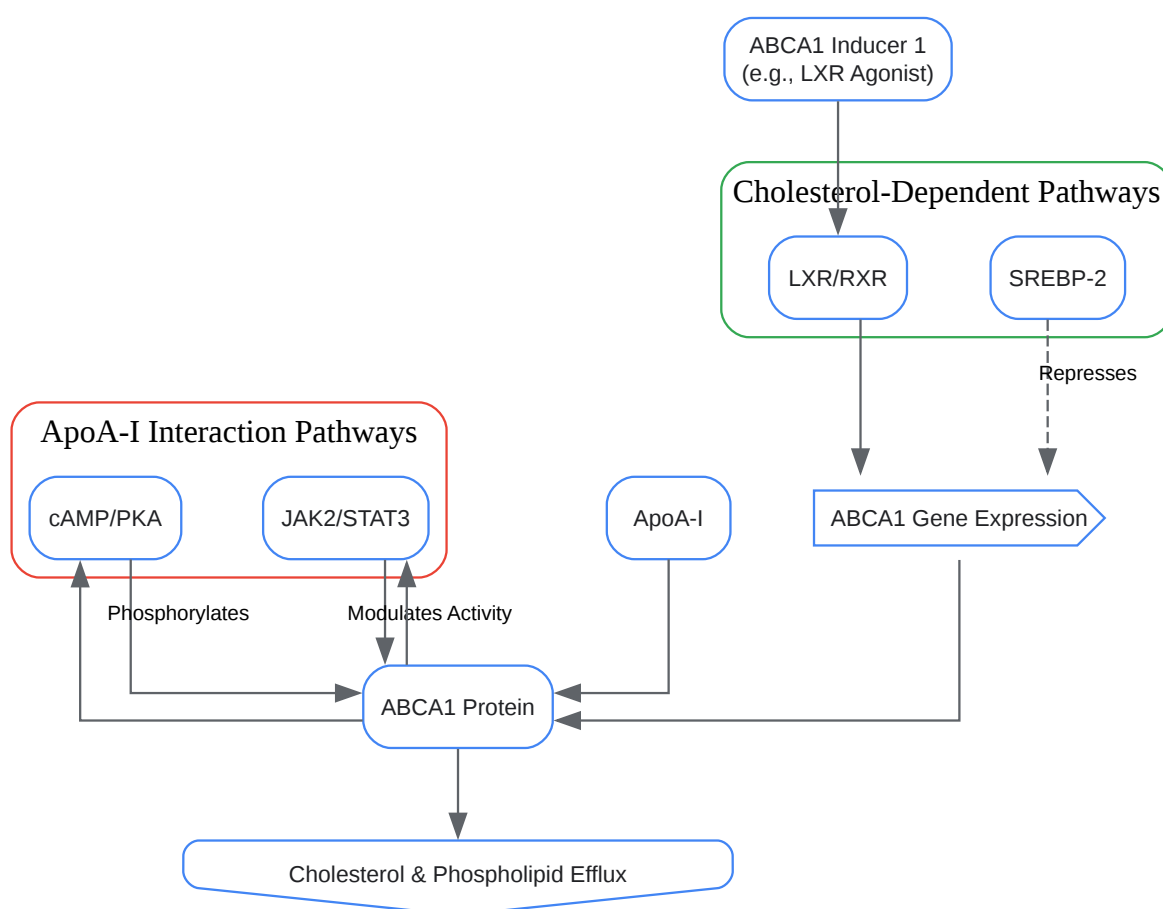 ABCA1 Inducer 1
(e.g., LXR Agonist)
Cholesterol-Dependent Pathways
LXR/RXR
SREBP-2
Represses
ApoA-I Interaction Pathways
cAMP/PKA
JAK2/STAT3
ApoA-I
ABCA1 Gene Expression
Phosphorylates
Modulates Activity
ABCA1 Protein
Cholesterol & Phospholipid Efflux